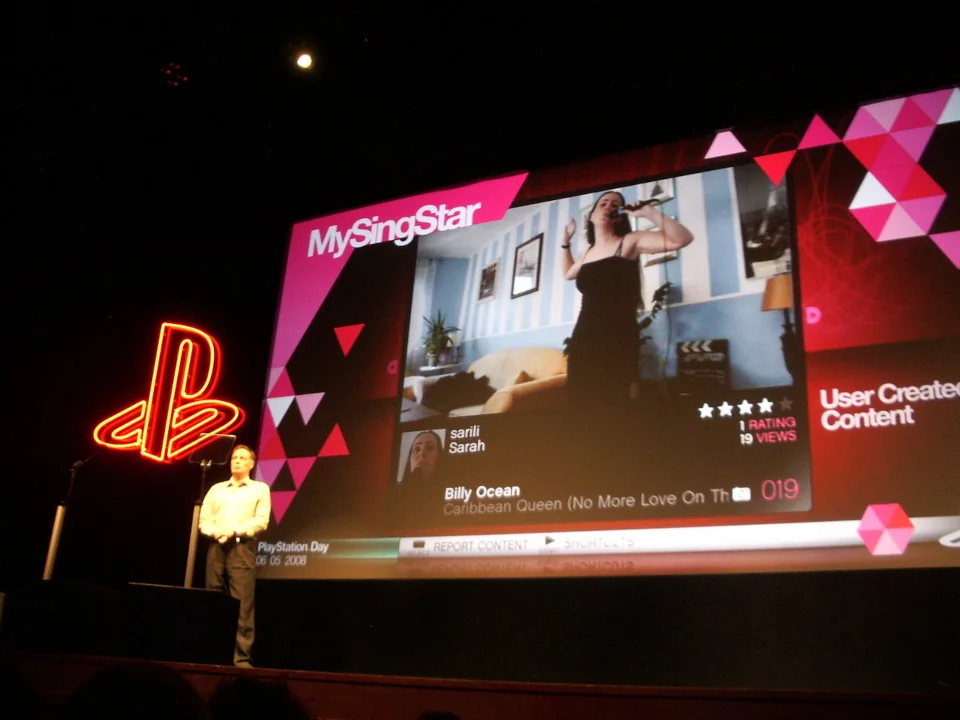 MySingStar
sarili
Sarah
1 RATING
19 VIEWS
Billy Ocean
Caribbean Queen (No More Love On Th
019
User Created
Content
PlayStation Day
06 05 2008
REPORT CONTENT
SHORTCUTS